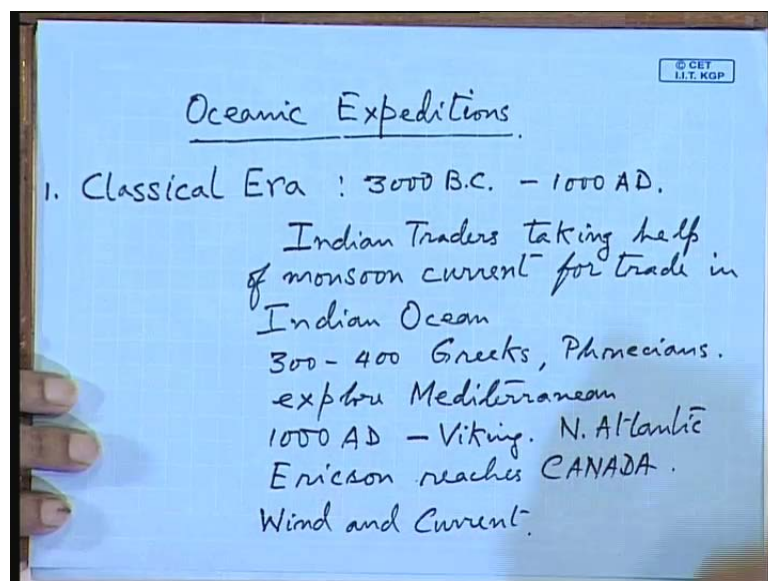 © CET
I.I.T. KGP
Oceanic Expeditions.
1. Classical Era : 3000 B.C. - 1000 AD.
Indian Traders taking help
of monsoon current for trade in
Indian Ocean
300 - 400 Greeks, Phonecians.
explore Mediterranean
1000 AD - Viking. N. Atlantic
Ericson reaches CANADA.
Wind and Current.